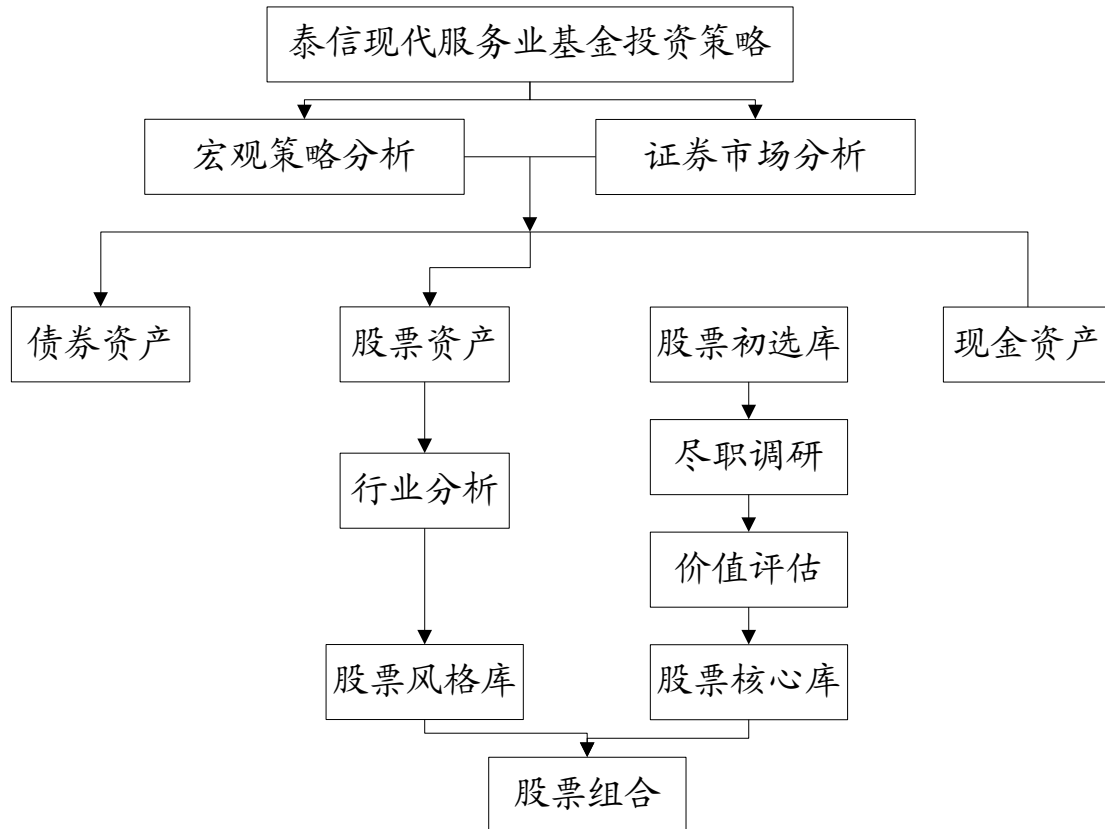 泰信现代服务业基金投资策略
宏观策略分析
证券市场分析
债券资产
股票资产
股票初选库
现金资产
尽职调研
行业分析
价值评估
股票风格库
股票核心库
股票组合